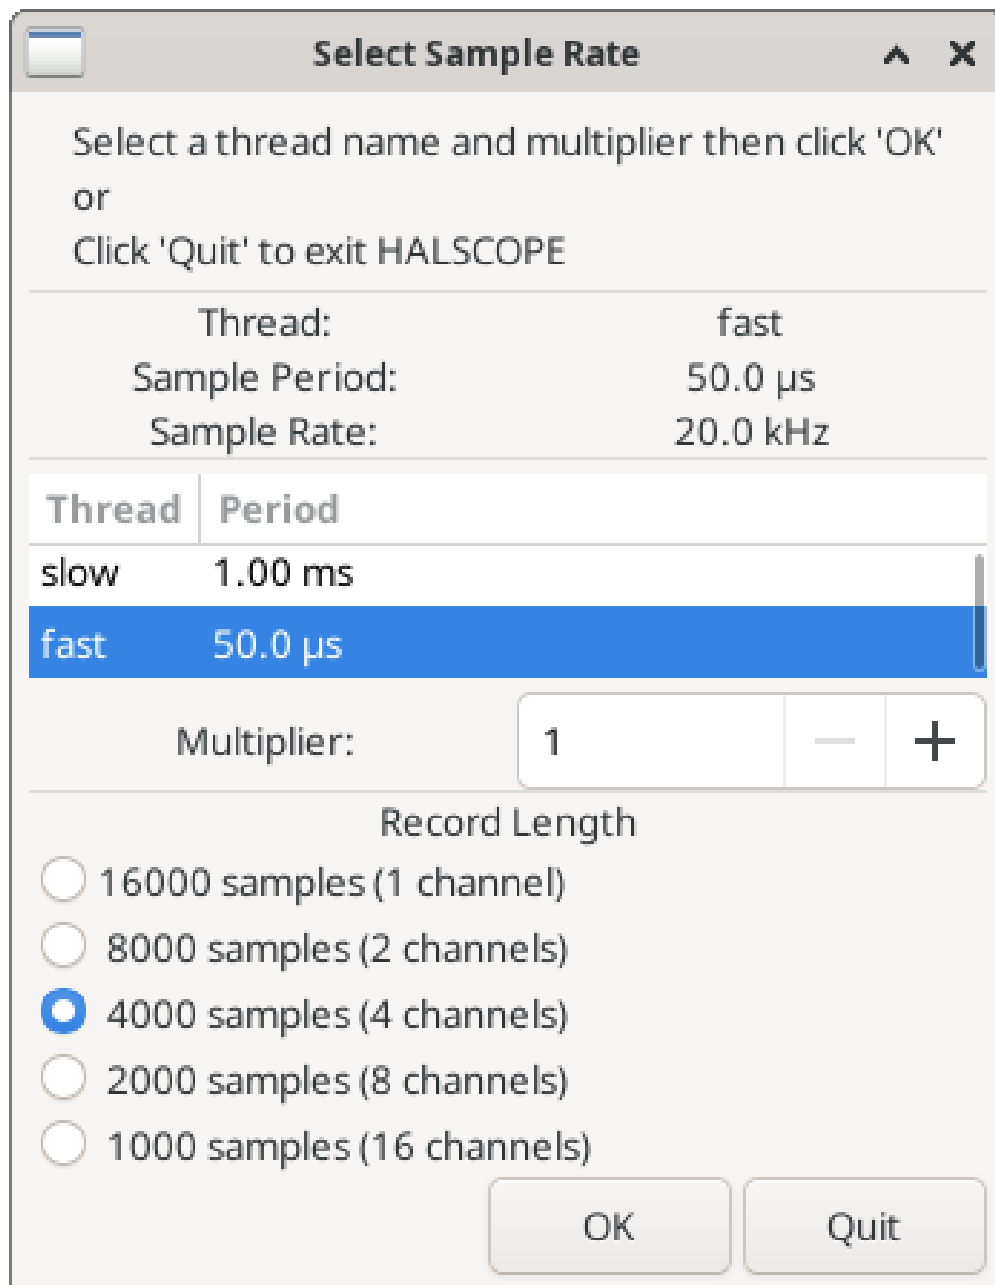 Select Sample Rate
Select a thread name and multiplier then click 'OK'
or
Click 'Quit' to exit HALSCOPE
Thread: fast
Sample Period: 50.0 µs
Sample Rate: 20.0 kHz
Thread Period
slow 1.00 ms
fast 50.0 µs
Multiplier: 1
Record Length
16000 samples (1 channel)
8000 samples (2 channels)
4000 samples (4 channels)
2000 samples (8 channels)
1000 samples (16 channels)
OK Quit